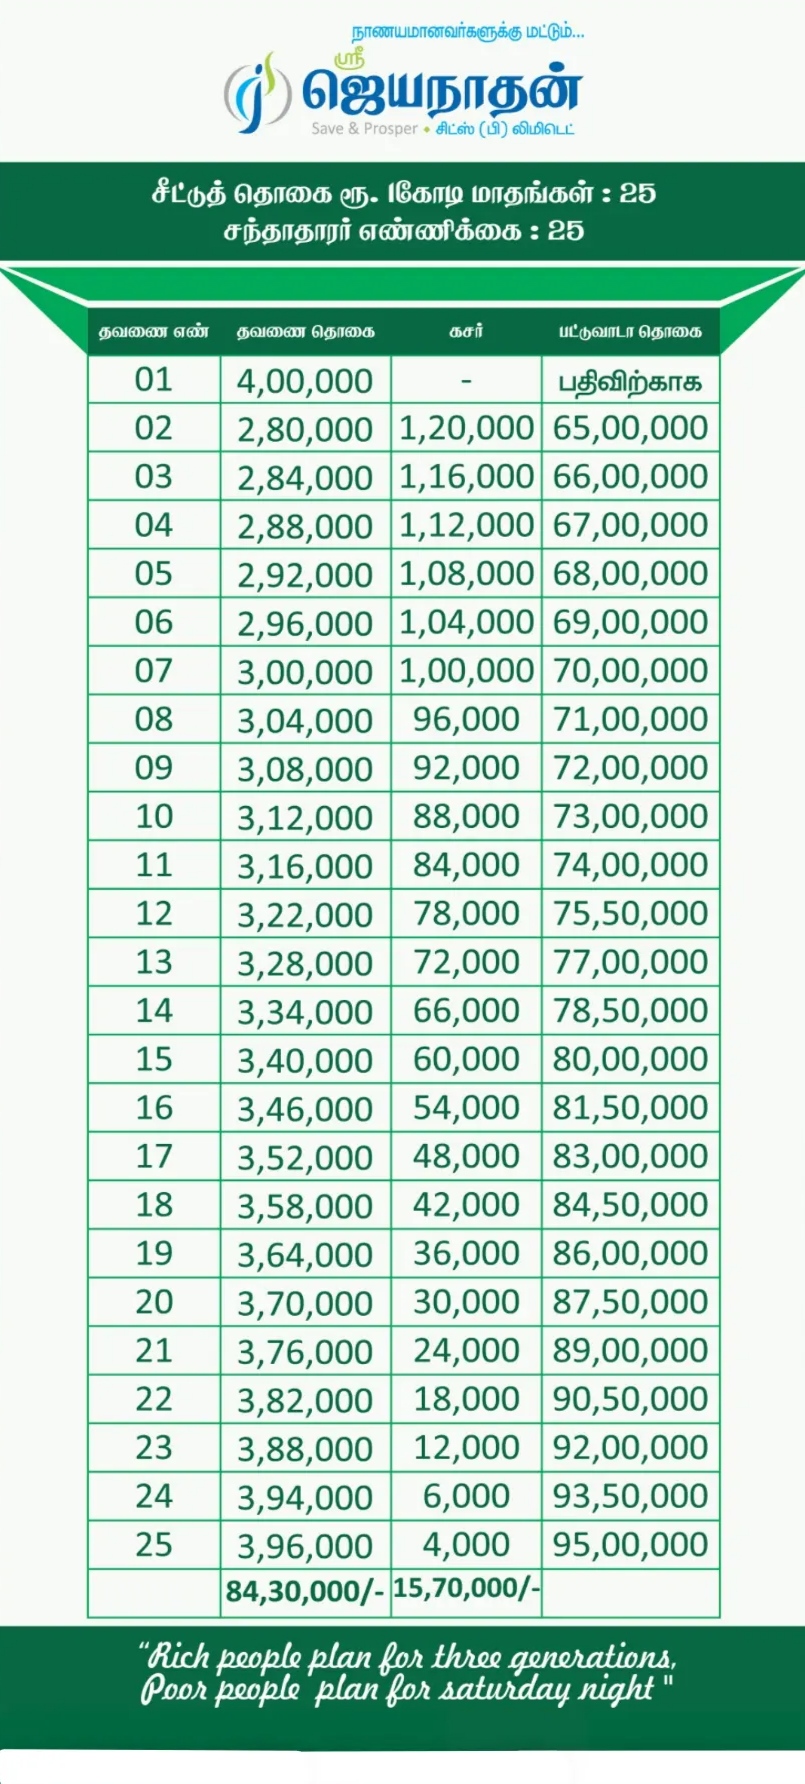 நாணயமானவர்களுக்கு மட்டும்...
ஸ்ரீ
ஜெயநாதன்
Save & Prosper • சிட்ஸ் (பி) லிமிடெட்
சீட்டுத் தொகை ரூ. 1கோடி மாதங்கள் : 25
சந்தாதாரர் எண்ணிக்கை : 25
தவணை எண் தவணை தொகை கசர் பட்டுவாடா தொகை
01 4,00,000 - பதிவிற்காக
02 2,80,000 1,20,000 65,00,000
03 2,84,000 1,16,000 66,00,000
04 2,88,000 1,12,000 67,00,000
05 2,92,000 1,08,000 68,00,000
06 2,96,000 1,04,000 69,00,000
07 3,00,000 1,00,000 70,00,000
08 3,04,000 96,000 71,00,000
09 3,08,000 92,000 72,00,000
10 3,12,000 88,000 73,00,000
11 3,16,000 84,000 74,00,000
12 3,22,000 78,000 75,50,000
13 3,28,000 72,000 77,00,000
14 3,34,000 66,000 78,50,000
15 3,40,000 60,000 80,00,000
16 3,46,000 54,000 81,50,000
17 3,52,000 48,000 83,00,000
18 3,58,000 42,000 84,50,000
19 3,64,000 36,000 86,00,000
20 3,70,000 30,000 87,50,000
21 3,76,000 24,000 89,00,000
22 3,82,000 18,000 90,50,000
23 3,88,000 12,000 92,00,000
24 3,94,000 6,000 93,50,000
25 3,96,000 4,000 95,00,000
84,30,000/- 15,70,000/-
“Rich people plan for three generations,
Poor people plan for saturday night "